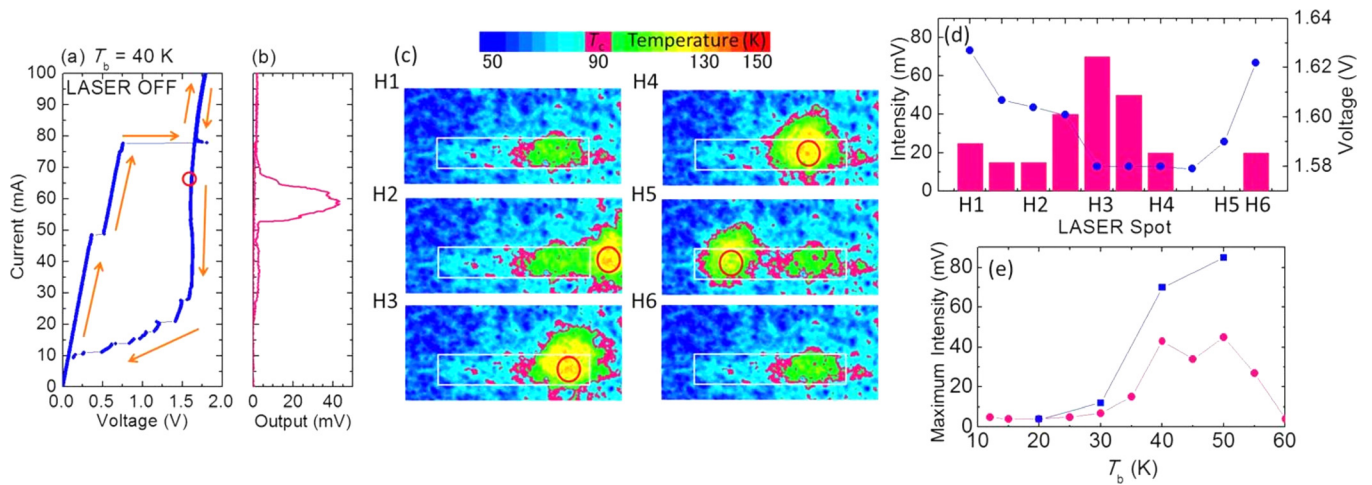 (a) Tb = 40 K
LASER OFF
100
90
80
70
60
50
40
30
20
10
0
Current (mA)
0.0 0.5 1.0 1.5 2.0
Voltage (V)
(b)
0 20 40
Output (mV)
(c)
Tc Temperature (K)
50 90 130 150
H1
H2
H3
H4
H5
H6
(d)
Intensity (mV)
80
60
40
20
0
1.64
1.62
1.60
1.58
Voltage (V)
H1 H2 H3 H4 H5 H6
LASER Spot
(e)
Maximum Intensity (mV)
80
60
40
20
0
10 20 30 40 50 60
Tb (K)